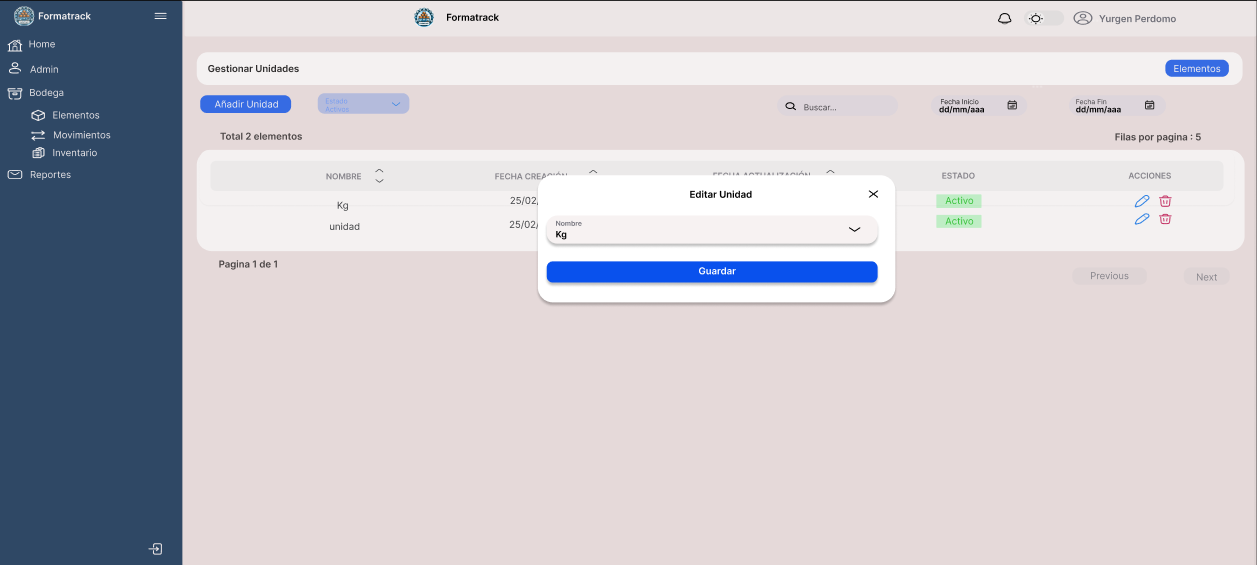 Formatrack
Formatrack
Yurgen Perdomo
Home
Admin
Bodega
Elementos
Movimientos
Inventario
Reportes
Gestionar Unidades
Elementos
Añadir Unidad
Estado
Activos
Buscar...
Fecha Inicio
dd/mm/aaa
Fecha Fin
dd/mm/aaa
Total 2 elementos
Filas por pagina : 5
NOMBRE FECHA CREACIÓN FECHA ACTUALIZACIÓN ESTADO ACCIONES
Kg 25/02, Activo
unidad 25/02, Activo
Editar Unidad
Nombre
Kg
Guardar
Pagina 1 de 1
Previous
Next